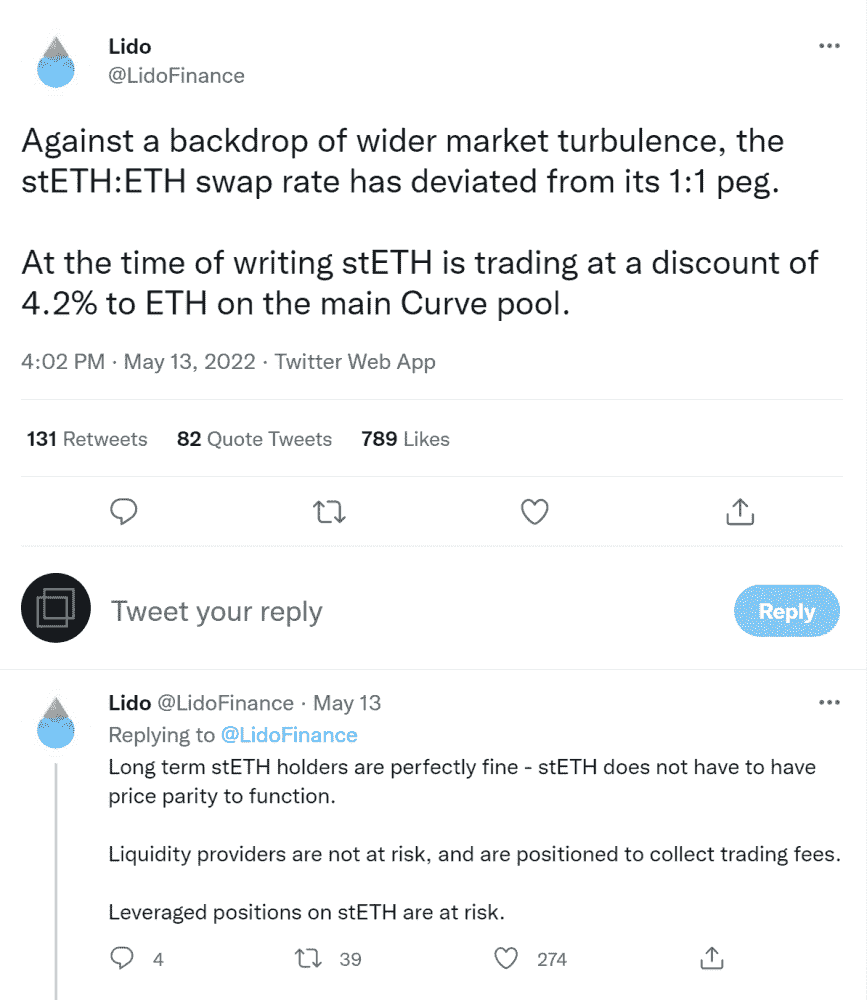 Lido
@LidoFinance
Against a backdrop of wider market turbulence, the
stETH:ETH swap rate has deviated from its 1:1 peg.
At the time of writing stETH is trading at a discount of
4.2% to ETH on the main Curve pool.
4:02 PM · May 13, 2022 · Twitter Web App
131 Retweets 82 Quote Tweets 789 Likes
Tweet your reply
Reply
Lido @LidoFinance · May 13
Replying to @LidoFinance
Long term stETH holders are perfectly fine - stETH does not have to have
price parity to function.
Liquidity providers are not at risk, and are positioned to collect trading fees.
Leveraged positions on stETH are at risk.
4 39 274